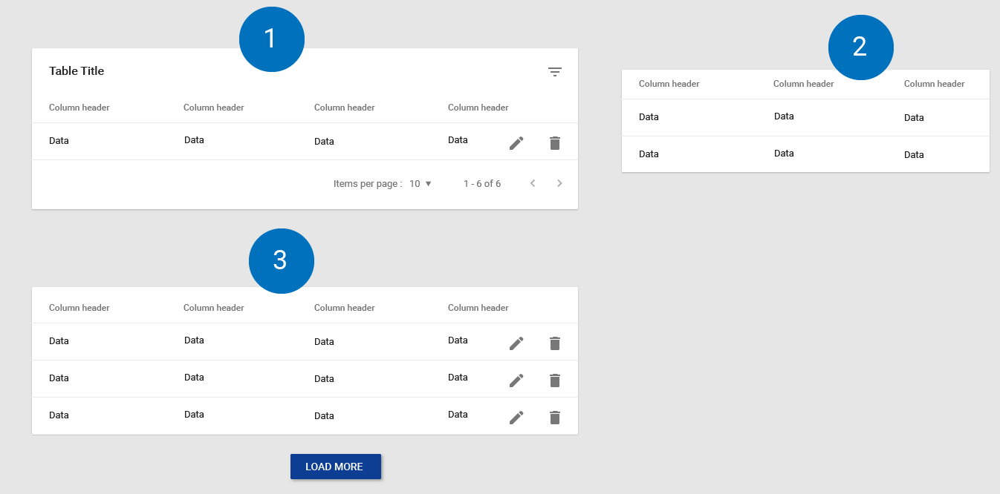 1
Table Title
Column header Column header Column header Column header
Data Data Data Data
Items per page : 10 1 - 6 of 6
2
Column header Column header Column header
Data Data Data
Data Data Data
3
Column header Column header Column header Column header
Data Data Data Data
Data Data Data Data
Data Data Data Data
LOAD MORE